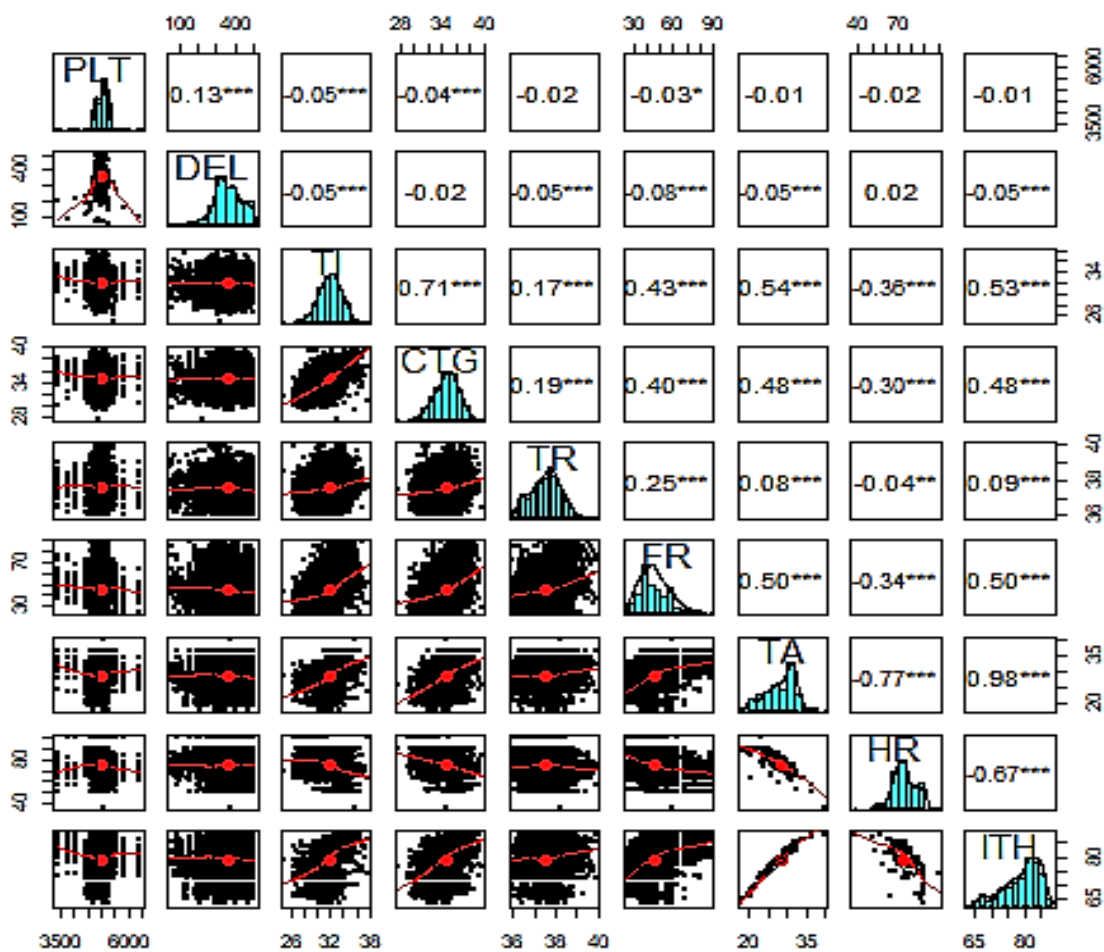 100 400 28 34 40 30 60 90 40 70
PLT 0.13*** -0.05*** -0.04*** -0.02 -0.03* -0.01 -0.02 -0.01 3500 6000
100 400 DEL -0.05*** -0.02 -0.05*** -0.08*** -0.05*** 0.02 -0.05***
TI 0.71*** 0.17*** 0.43*** 0.54*** -0.36*** 0.53*** 26 34
28 34 40 CTG 0.19*** 0.40*** 0.48*** -0.30*** 0.48***
TR 0.25*** 0.08*** -0.04** 0.09*** 36 38 40
30 70 FR 0.50*** -0.34*** 0.50***
TA -0.77*** 0.98*** 20 35
40 80 HR -0.67***
ITH 65 80
3500 6000 26 32 38 36 38 40 20 35 65 80